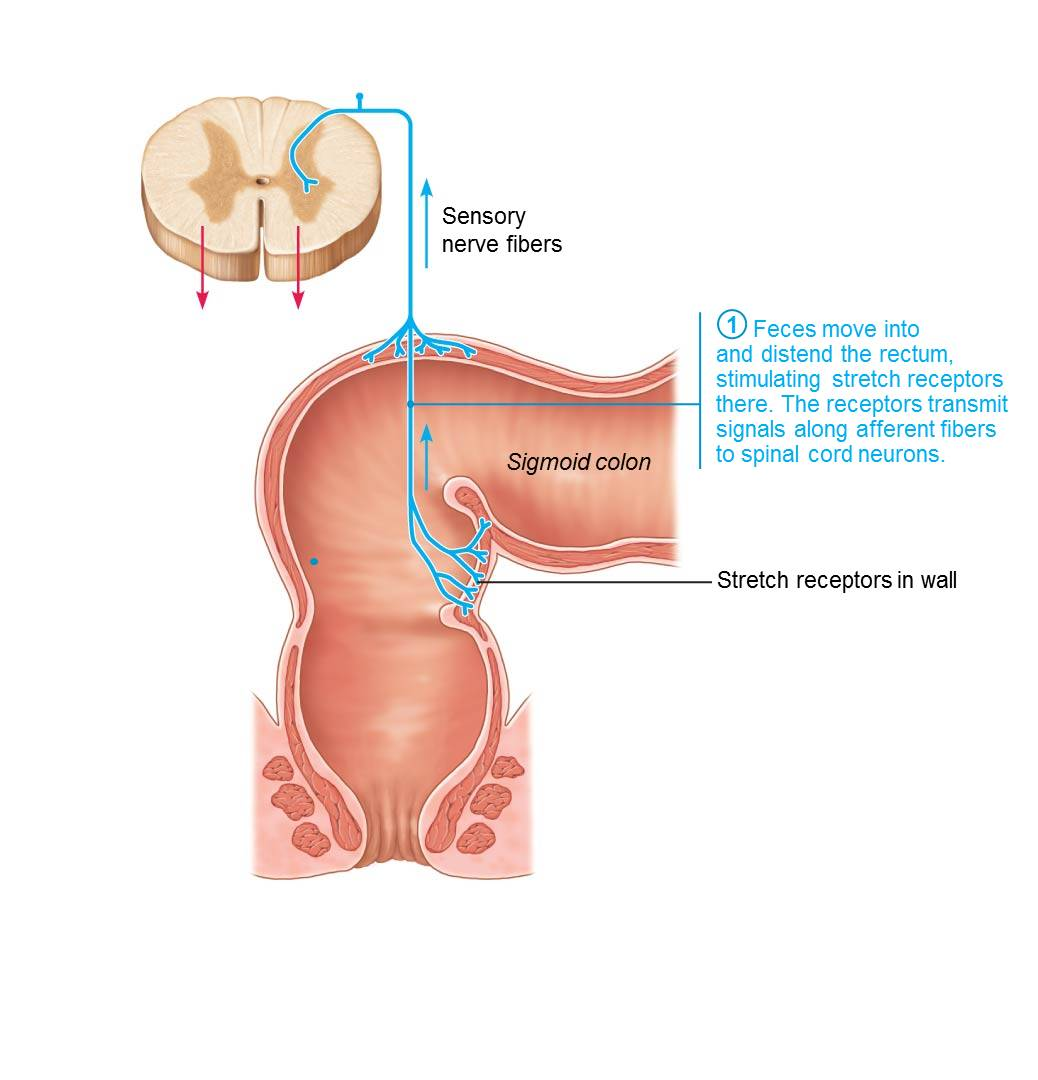 Sensory
nerve fibers
1 Feces move into
and distend the rectum,
stimulating stretch receptors
there. The receptors transmit
signals along afferent fibers
to spinal cord neurons.
Sigmoid colon
Stretch receptors in wall